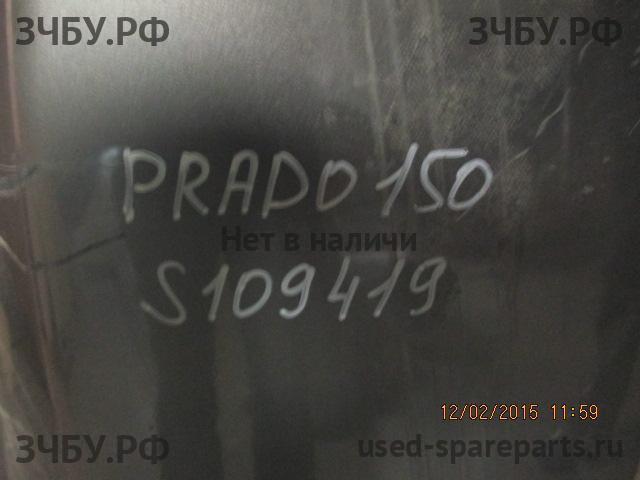 ЗЧБУ.РФ ЗЧБУ.РФ
PRADO 150
Нет в наличи
S109419
12/02/2015 11:59
ЗЧБУ.РФ used-spareparts.ru